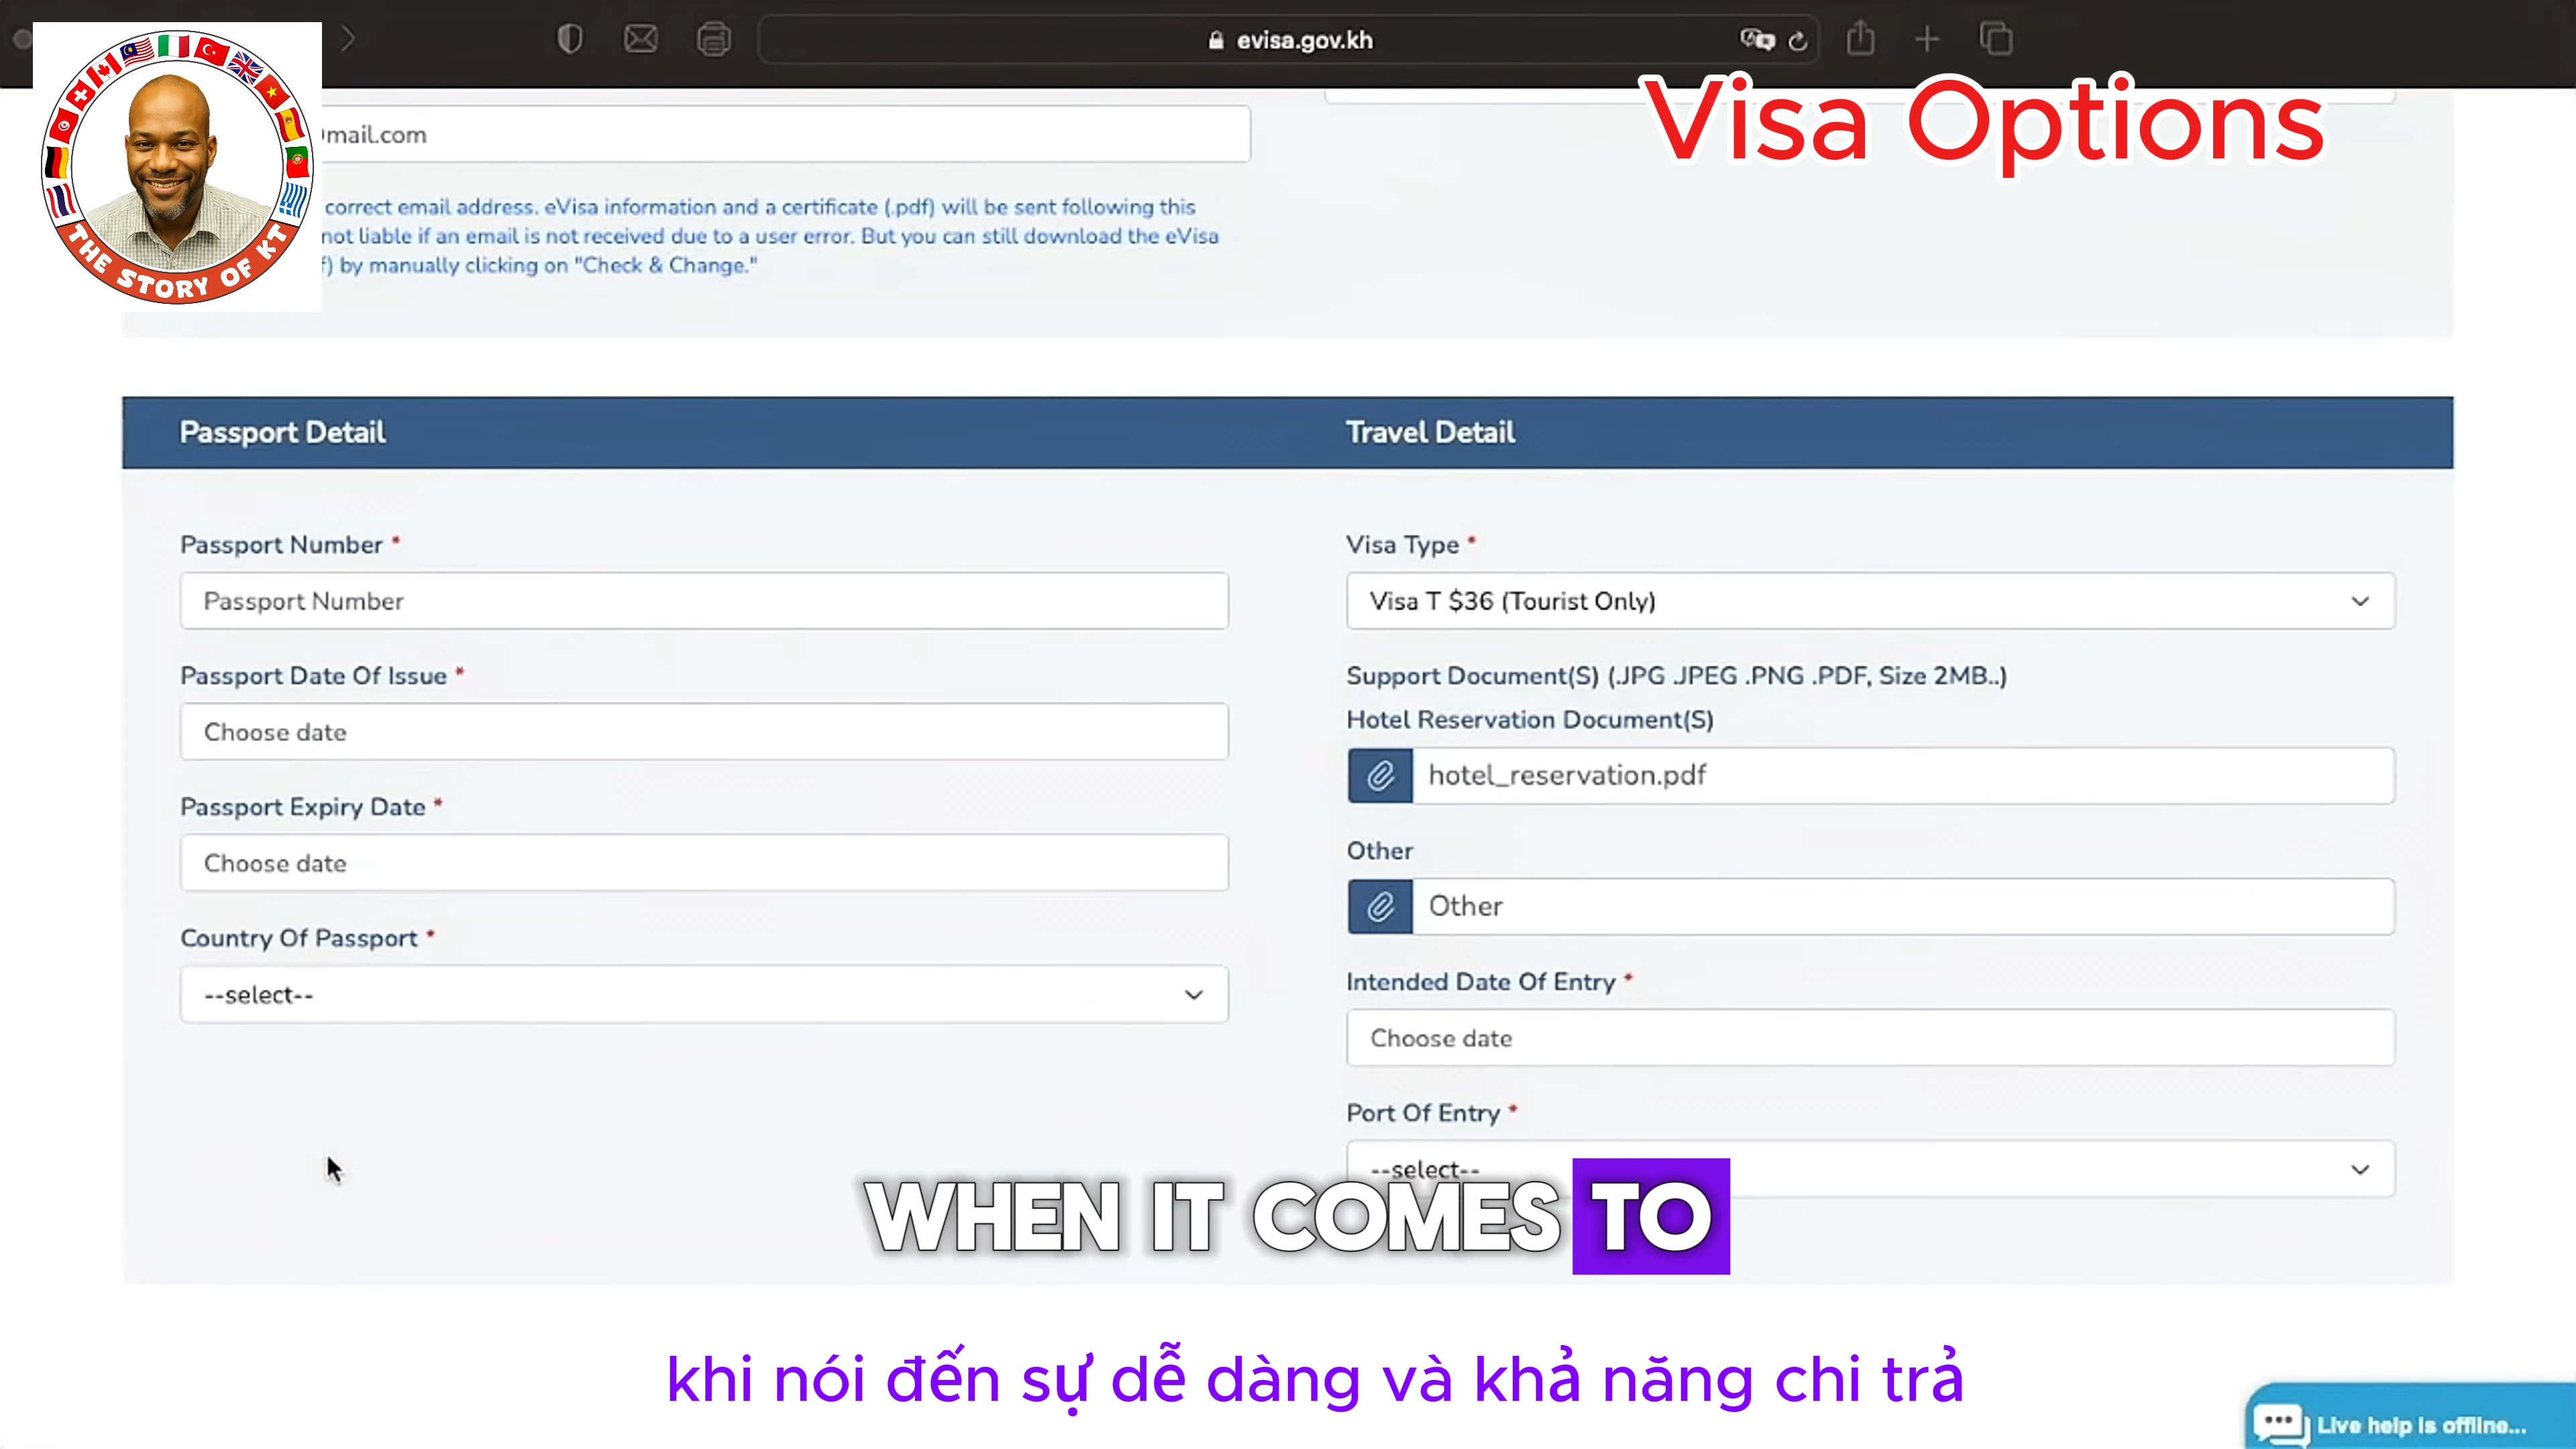 evisa.gov.kh
Visa Options
mail.com
correct email address. eVisa information and a certificate (.pdf) will be sent following this
not liable if an email is not received due to a user error. But you can still download the eVisa
f) by manually clicking on "Check & Change."
THE STORY OF KT
Passport Detail
Travel Detail
Passport Number *
Passport Number
Passport Date Of Issue *
Choose date
Passport Expiry Date *
Choose date
Country Of Passport *
--select--
Visa Type *
Visa T $36 (Tourist Only)
Support Document(S) (.JPG .JPEG .PNG .PDF, Size 2MB..)
Hotel Reservation Document(S)
hotel_reservation.pdf
Other
Other
Intended Date Of Entry *
Choose date
Port Of Entry *
--select--
WHEN IT COMES TO
khi nói đến sự dễ dàng và khả năng chi trả
Live help is offline...